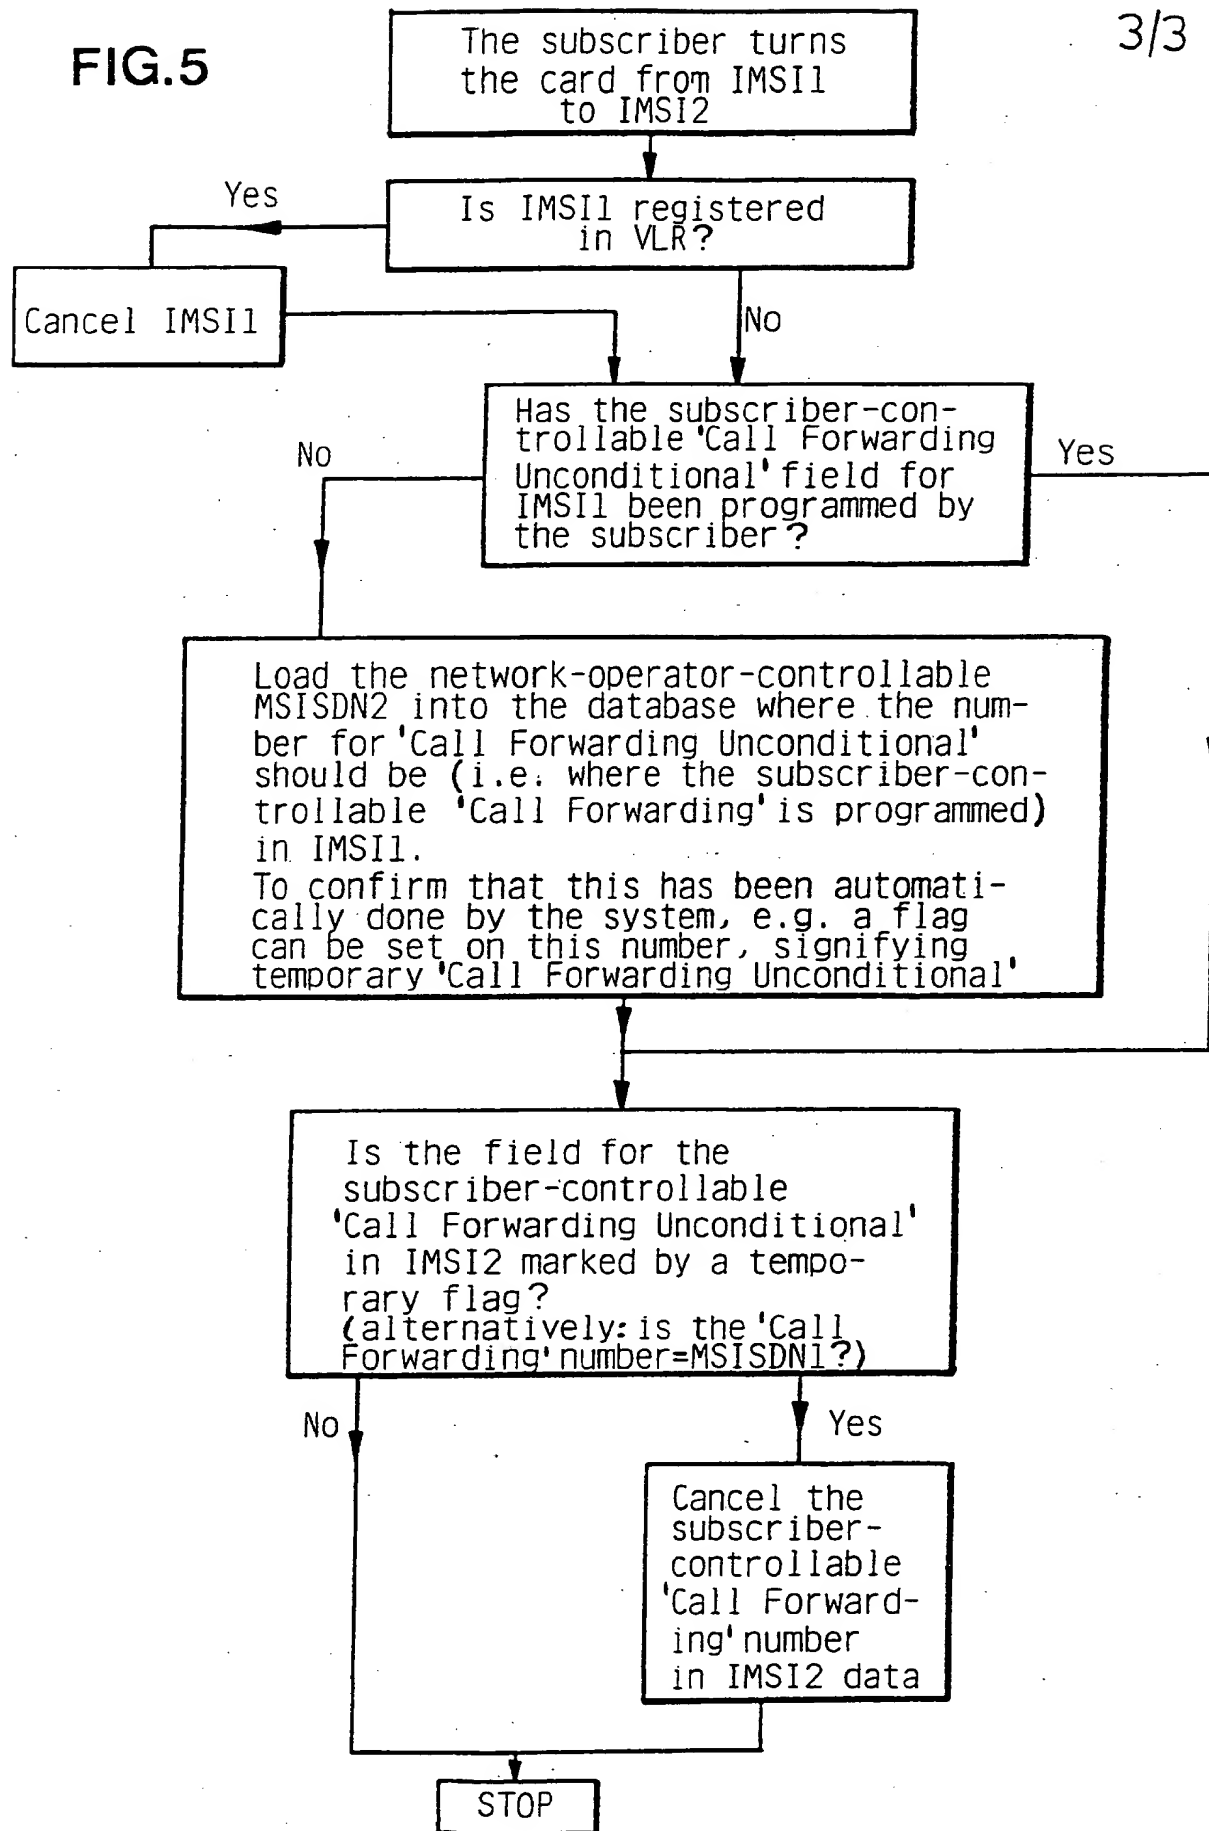 FIG.5
3/3
The subscriber turns
the card from IMSI1
to IMSI2
Yes
Is IMSI1 registered
in VLR?
Cancel IMSI1
No
Has the subscriber-con-
trollable 'Call Forwarding
Unconditional' field for
IMSI1 been programmed by
the subscriber?
No
Yes
Load the network-operator-controllable
MSISDN2 into the database where the num-
ber for 'Call Forwarding Unconditional'
should be (i.e. where the subscriber-con-
trollable 'Call Forwarding' is programmed)
in IMSI1.
To confirm that this has been automati-
cally done by the system, e.g. a flag
can be set on this number, signifying
temporary 'Call Forwarding Unconditional'
Is the field for the
subscriber-controllable
'Call Forwarding Unconditional'
in IMSI2 marked by a tempo-
rary flag?
(alternatively: is the 'Call
Forwarding' number=MSISDN1?)
No
Yes
Cancel the
subscriber-
controllable
'Call Forward-
ing' number
in IMSI2 data
STOP